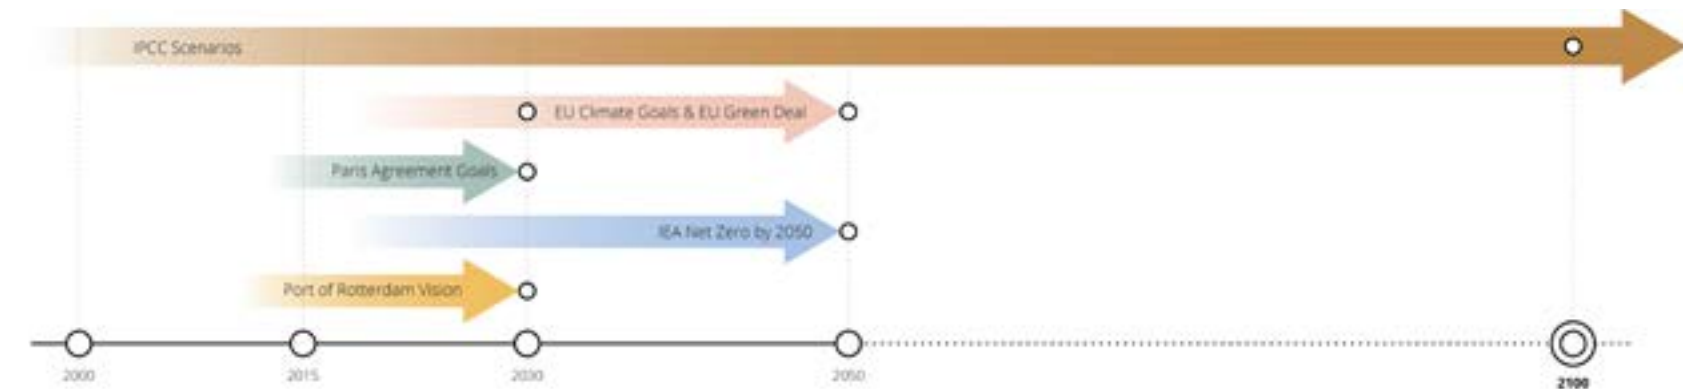 IPCC Scenarios
EU Climate Goals & EU Green Deal
Paris Agreement Goals
IEA Net Zero by 2050
Port of Rotterdam Vision
2000
2015
2030
2050
2100